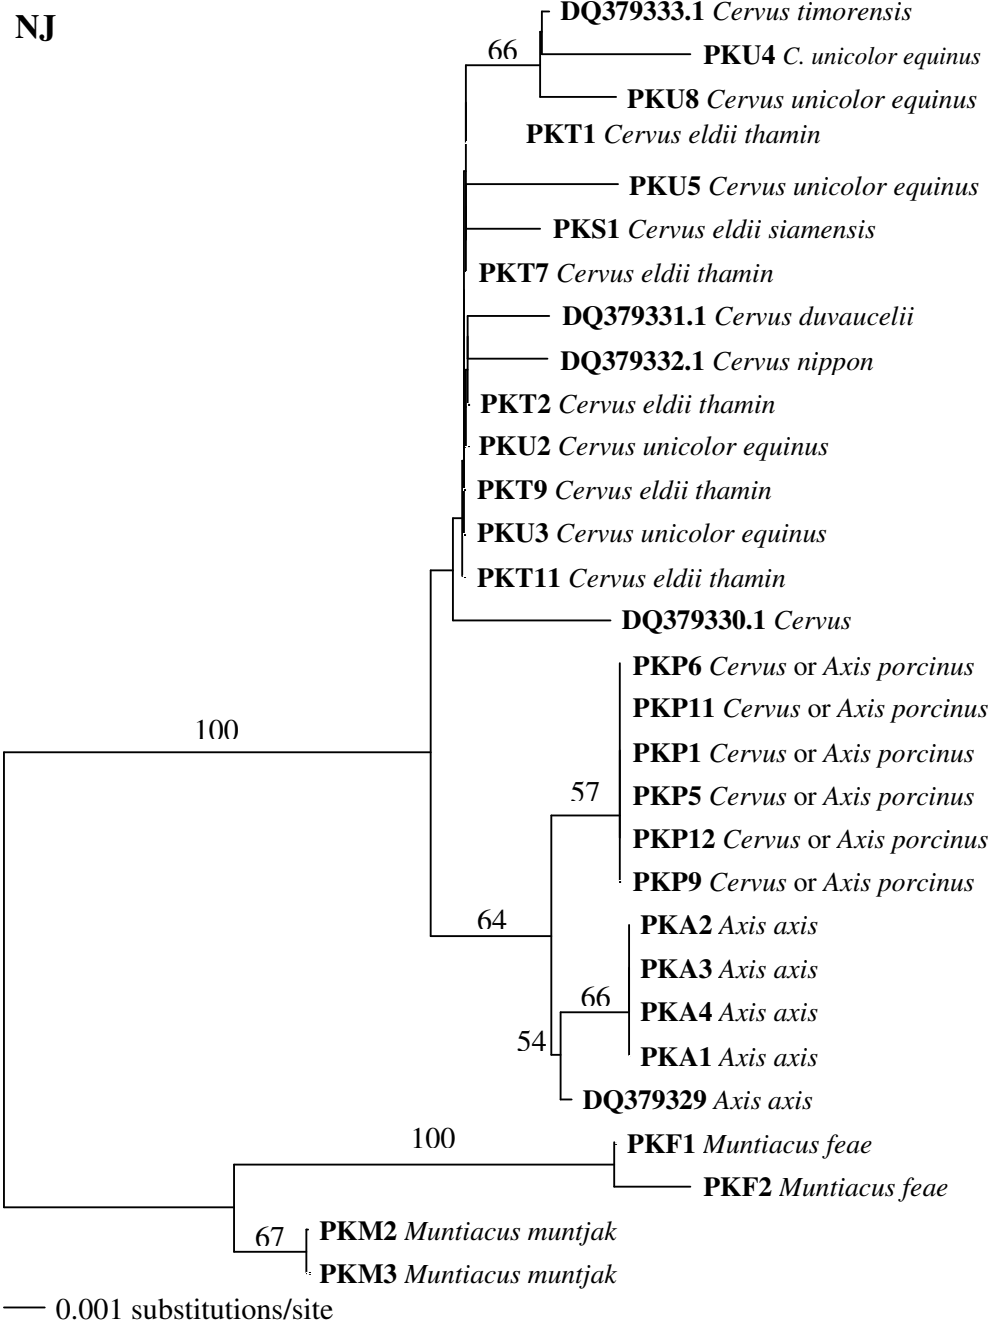 NJ
DQ379333.1 Cervus timorensis
66
PKU4 C. unicolor equinus
PKU8 Cervus unicolor equinus
PKT1 Cervus eldii thamin
PKU5 Cervus unicolor equinus
PKS1 Cervus eldii siamensis
PKT7 Cervus eldii thamin
DQ379331.1 Cervus duvaucelii
DQ379332.1 Cervus nippon
PKT2 Cervus eldii thamin
PKU2 Cervus unicolor equinus
PKT9 Cervus eldii thamin
PKU3 Cervus unicolor equinus
PKT11 Cervus eldii thamin
DQ379330.1 Cervus
PKP6 Cervus or Axis porcinus
PKP11 Cervus or Axis porcinus
100
PKP1 Cervus or Axis porcinus
57
PKP5 Cervus or Axis porcinus
PKP12 Cervus or Axis porcinus
PKP9 Cervus or Axis porcinus
64
PKA2 Axis axis
PKA3 Axis axis
66
PKA4 Axis axis
54
PKA1 Axis axis
DQ379329 Axis axis
100
PKF1 Muntiacus feae
PKF2 Muntiacus feae
67
PKM2 Muntiacus muntjak
PKM3 Muntiacus muntjak
0.001 substitutions/site